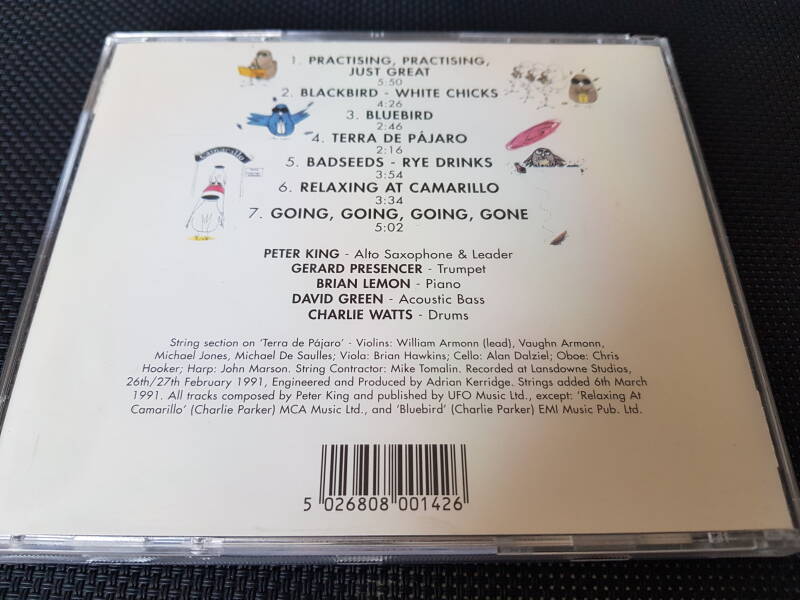 1. PRACTISING, PRACTISING,
JUST GREAT
5:50
2. BLACKBIRD - WHITE CHICKS
4:26
3. BLUEBIRD
2:46
4. TERRA DE PÁJARO
2:16
5. BADSEEDS - RYE DRINKS
3:54
6. RELAXING AT CAMARILLO
3:34
7. GOING, GOING, GOING, GONE
5:02
Camarillo
PETER KING - Alto Saxophone & Leader
GERARD PRESENCER - Trumpet
BRIAN LEMON - Piano
DAVID GREEN - Acoustic Bass
CHARLIE WATTS - Drums
String section on 'Terra de Pájaro' - Violins: William Armonn (lead), Vaughn Armonn,
Michael Jones, Michael De Saulles; Viola: Brian Hawkins; Cello: Alan Dalziel; Oboe: Chris
Hooker; Harp: John Marson. String Contractor: Mike Tomalin. Recorded at Lansdowne Studios,
26th/27th February 1991, Engineered and Produced by Adrian Kerridge. Strings added 6th March
1991. All tracks composed by Peter King and published by UFO Music Ltd., except: 'Relaxing At
Camarillo' (Charlie Parker) MCA Music Ltd., and 'Bluebird' (Charlie Parker) EMI Music Pub. Ltd.
5 026808 001426